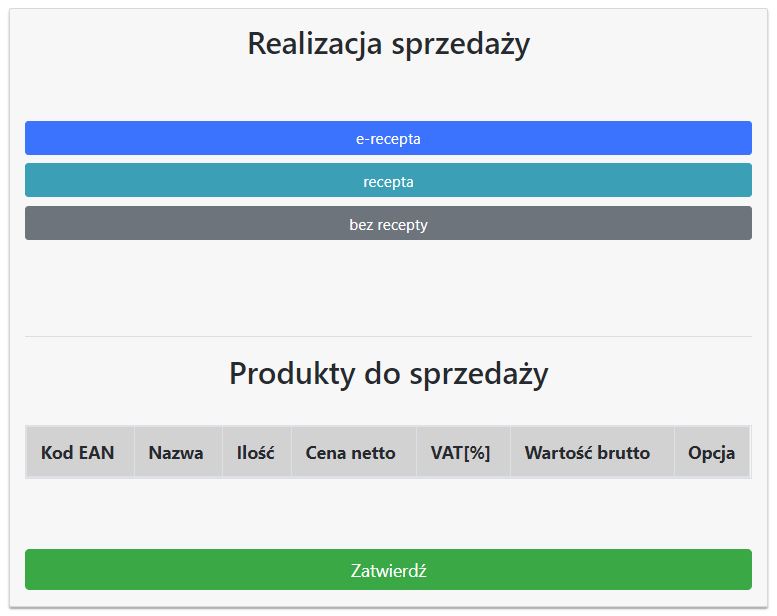 Realizacja sprzedaży
e-recepta
recepta
bez recepty
Produkty do sprzedaży
Kod EAN Nazwa Ilość Cena netto VAT[%] Wartość brutto Opcja
Zatwierdź